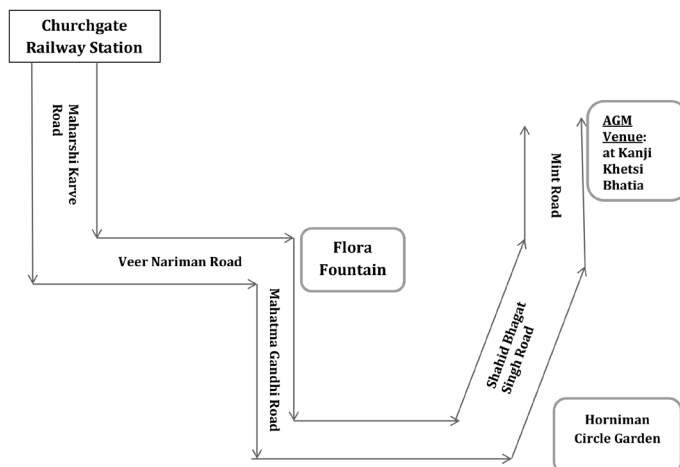 Churchgate
Railway Station
Maharshi Karve
Road
AGM
Venue:
at Kanji
Khetsi
Bhatia
Mint Road
Veer Nariman Road
Flora
Fountain
Mahatma Gandhi Road
Shahid Bhagat
Singh Road
Horniman
Circle Garden